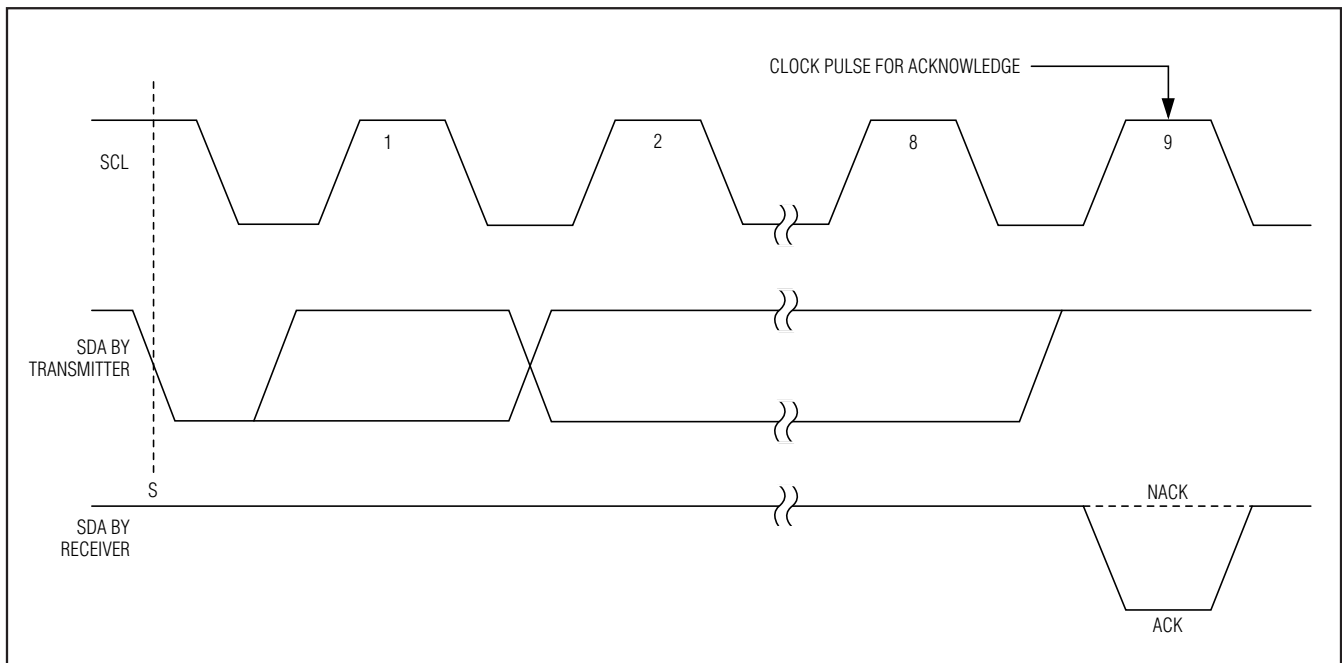 CLOCK PULSE FOR ACKNOWLEDGE
SCL
1
2
8
9
SDA BY
TRANSMITTER
S
SDA BY
RECEIVER
NACK
ACK